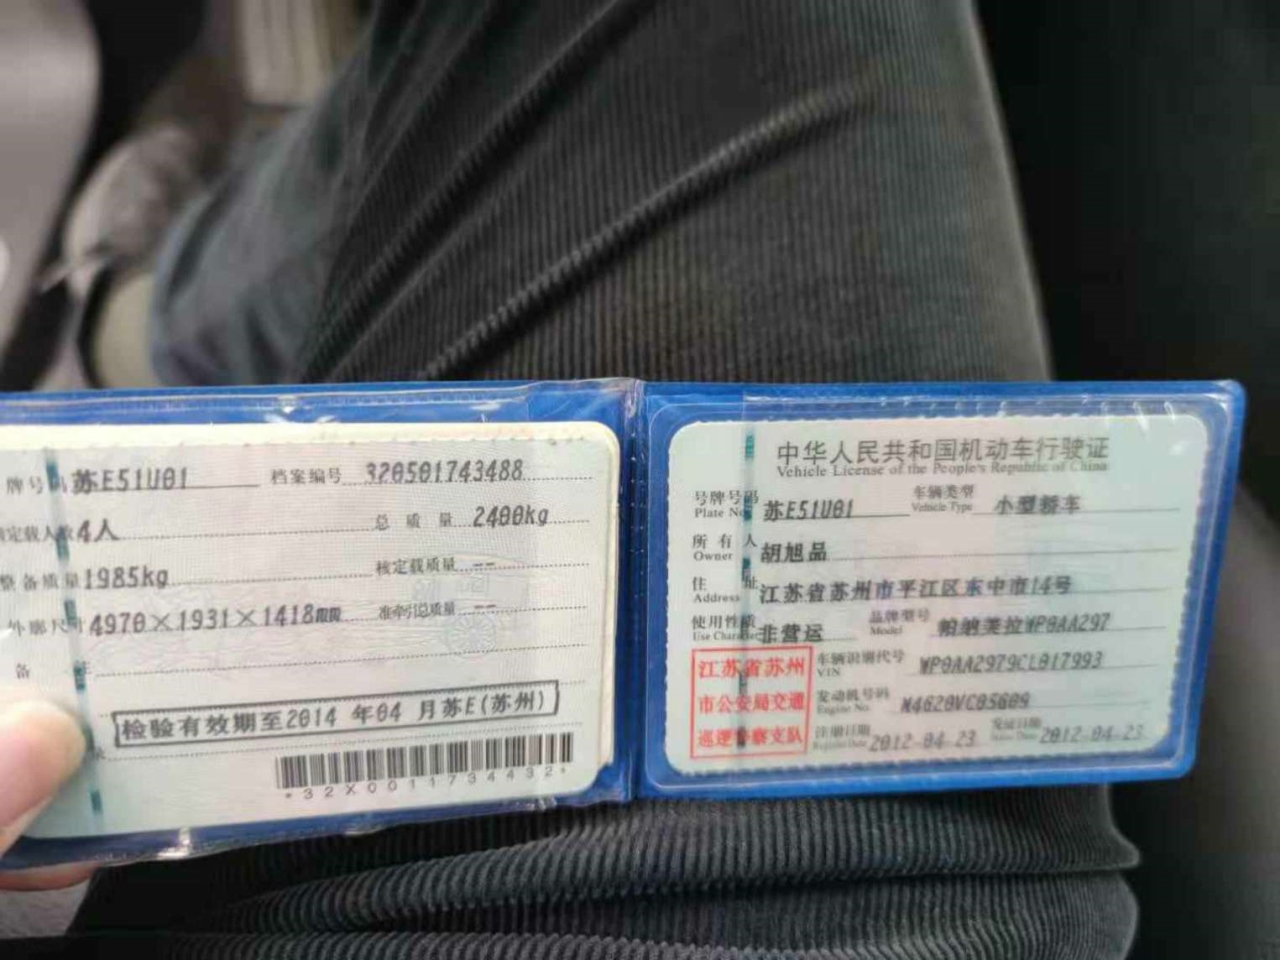 牌号码 苏E51U01 档案编号 320501743488
定载人数 4人 总质量 2400kg
整备质量 1985kg 核定载质量 --
外廓尺寸 4970×1931×1418mm 准牵引总质量 --
备 注
检验有效期至2014 年04 月苏E(苏州)
*32X0011734432*
中华人民共和国机动车行驶证
Vehicle License of the People's Republic of China
号牌号码 苏E51U01 车辆类型 小型轿车
Plate No. Vehicle Type
所有人 胡旭品
Owner
住址 江苏省苏州市平江区东中市14号
Address
使用性质 非营运 品牌型号 帕纳美拉WP0AA297
Use Character Model
江苏省苏州
市公安局交通
巡逻警察支队
车辆识别代号 WP0AA2979CL017993
VIN
发动机号码 M4620VC05609
Engine No.
注册日期 2012-04-23 发证日期 2012-04-23
Register Date Issue Date